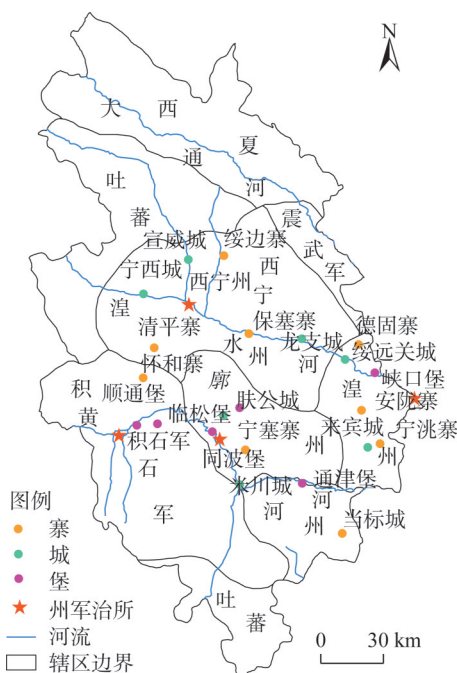 N
大西夏
通
河
吐
蕃
震
武
军
宣威城
绥边寨
宁西城
西宁州
西
宁
州
湟
水
清平寨
保塞寨
龙支城
德固寨
绥远关城
河
怀和寨
廓
州
湟
州
峡口堡
积
石
军
顺通堡
黄
临松堡
肤公城
安陇寨
来宾城
宁洮寨
积石军
宁塞寨
同波堡
来川城
通津堡
河
河
州
当标城
吐
蕃
图例
寨
城
堡
州军治所
河流
辖区边界
0 30 km